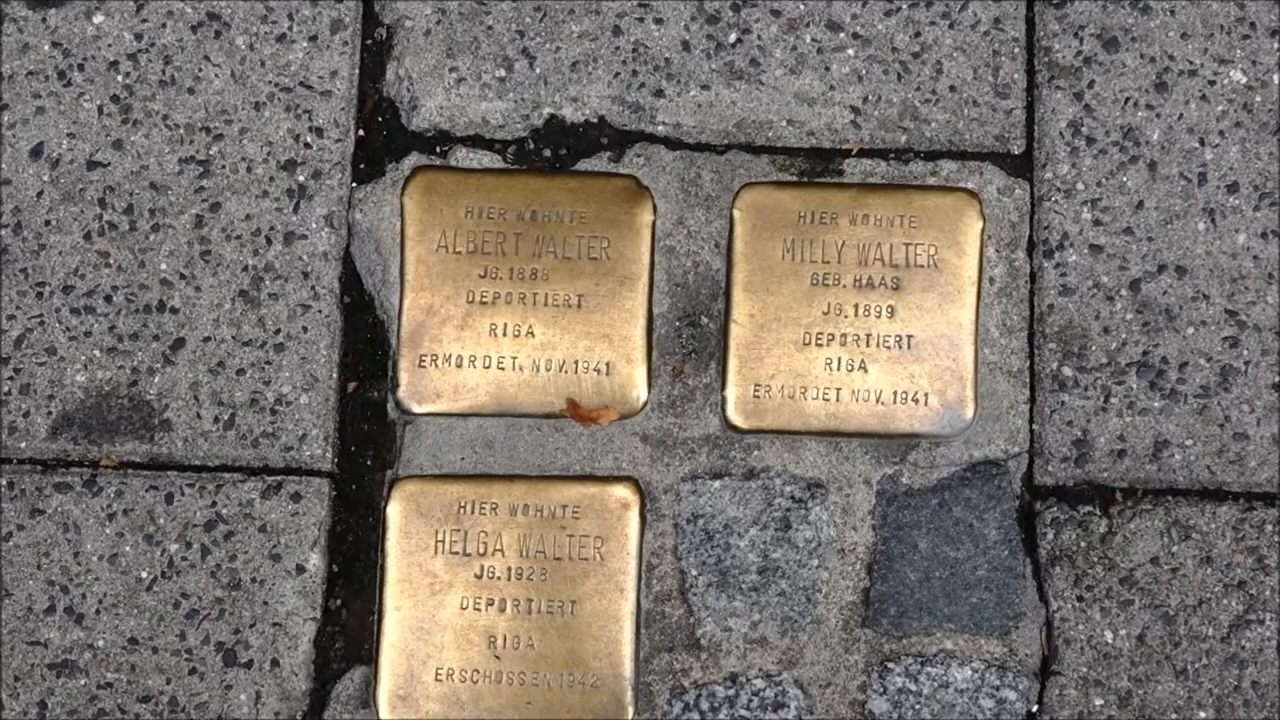 HIER WOHNTE
ALBERT WALTER
JG. 1888
DEPORTIERT
RIGA
ERMORDET, NOV. 1941
HIER WOHNTE
MILLY WALTER
GEB. HAAS
JG. 1899
DEPORTIERT
RIGA
ERMORDET NOV. 1941
HIER WOHNTE
HELGA WALTER
JG. 1928
DEPORTIERT
RIGA
ERSCHOSSEN 1942